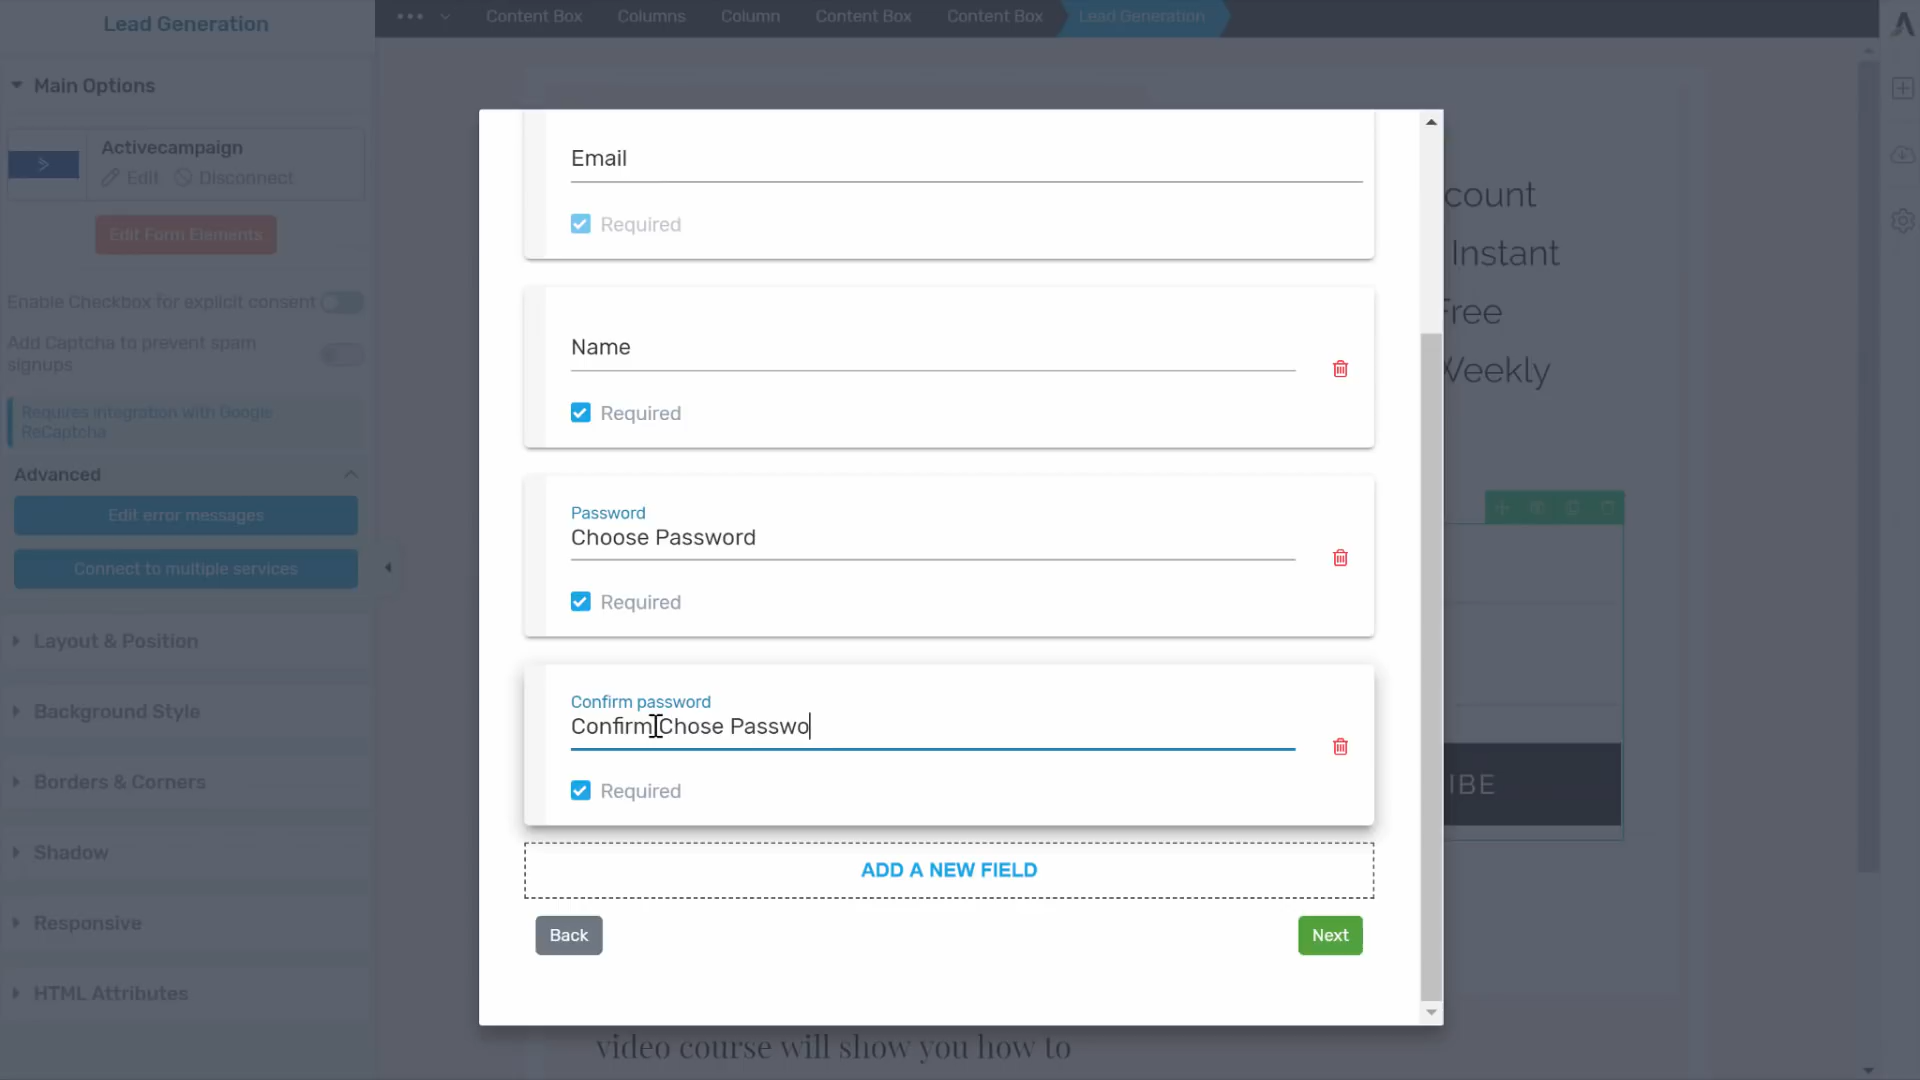 Lead Generation
Content Box
Columns
Column
Content Box
Content Box
Lead Generation
Main Options
Activecampaign
Edit
Disconnect
Edit Form Elements
Enable Checkbox for explicit consent
Add Captcha to prevent spam
signups
Requires integration with Google
ReCaptcha
Advanced
Edit error messages
Connect to multiple services
Layout & Position
Background Style
Borders & Corners
Shadow
Responsive
HTML Attributes
Email
Required
Name
Required
Password
Choose Password
Required
Confirm password
Confirm Chose Passwo
Required
ADD A NEW FIELD
Back
Next
count
Instant
Free
Weekly
IBE
video course will show you how to